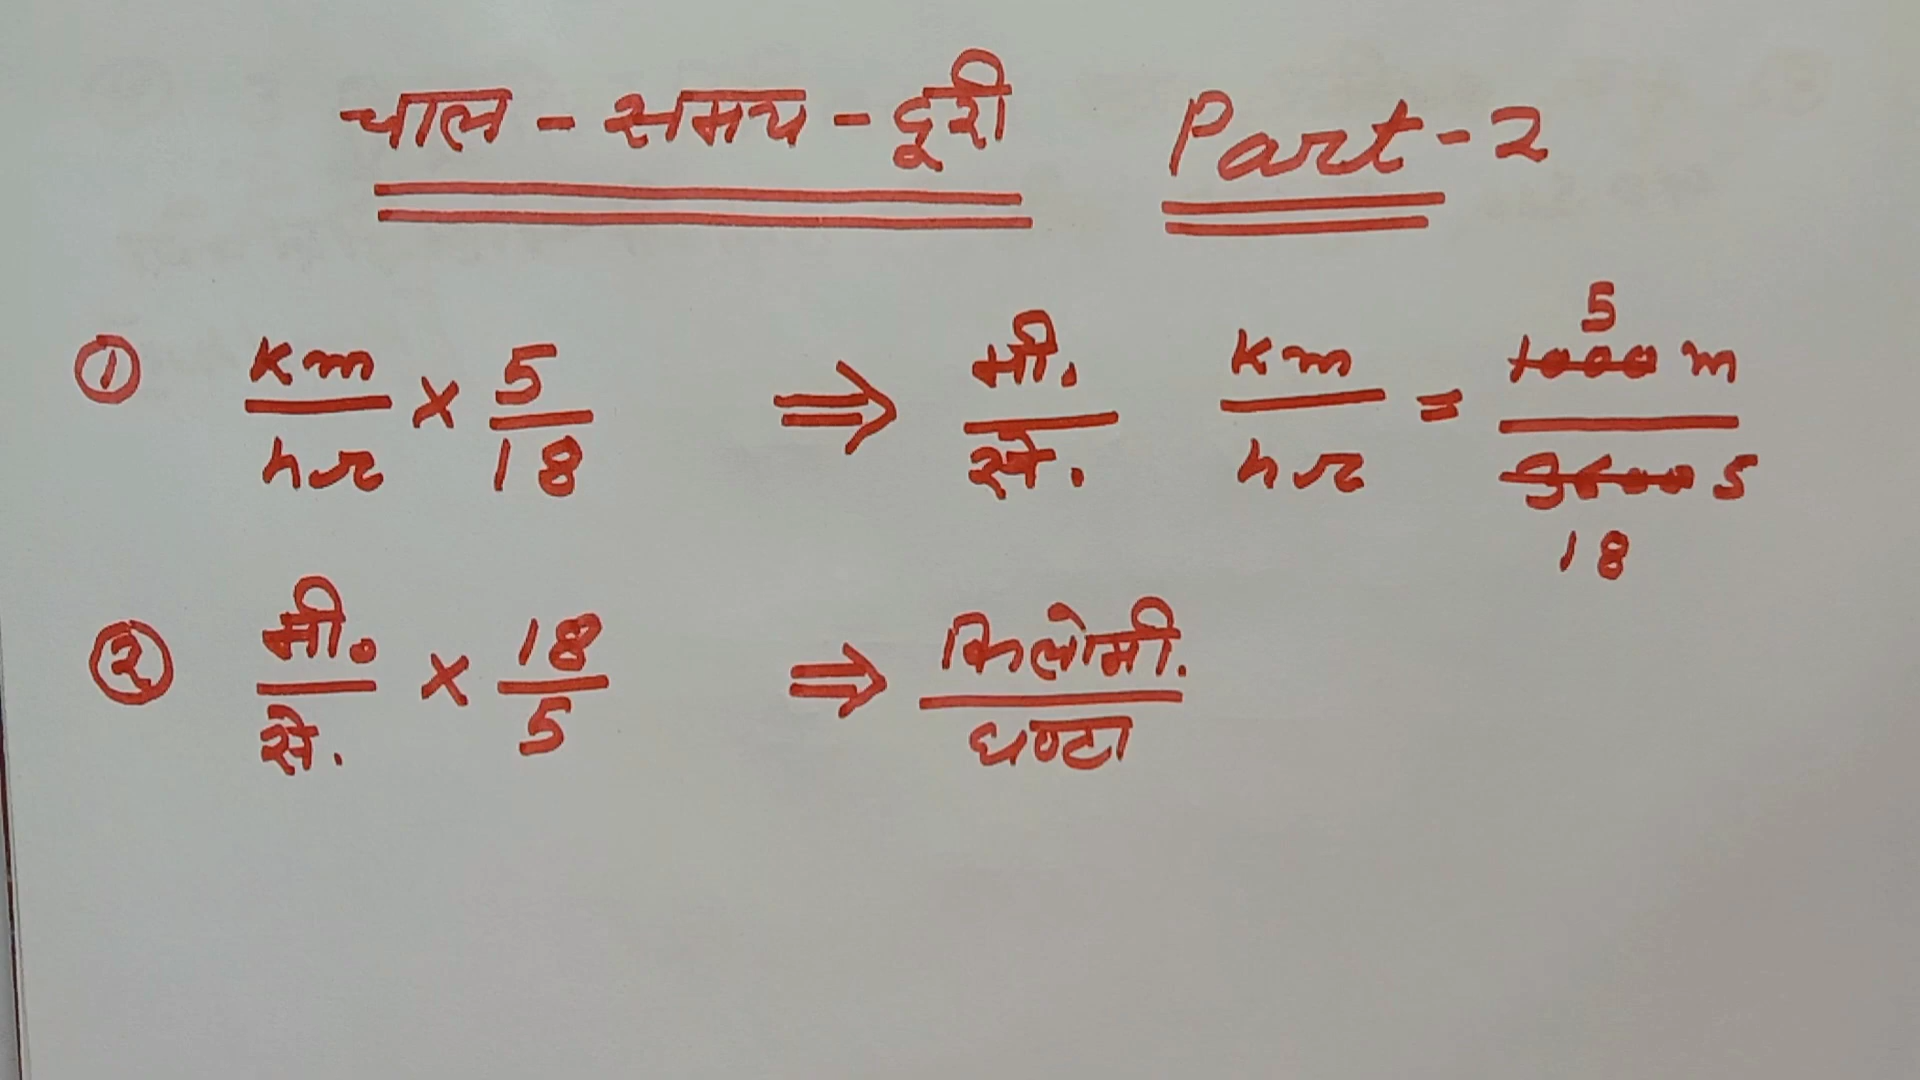 चाल - समय - दूरी Part - 2
① km/hr × 5/18 ⇒ मी./से. km/hr = 5 1000 m/3600 s 18
② मी./से. × 18/5 ⇒ किलोमी./घण्टा